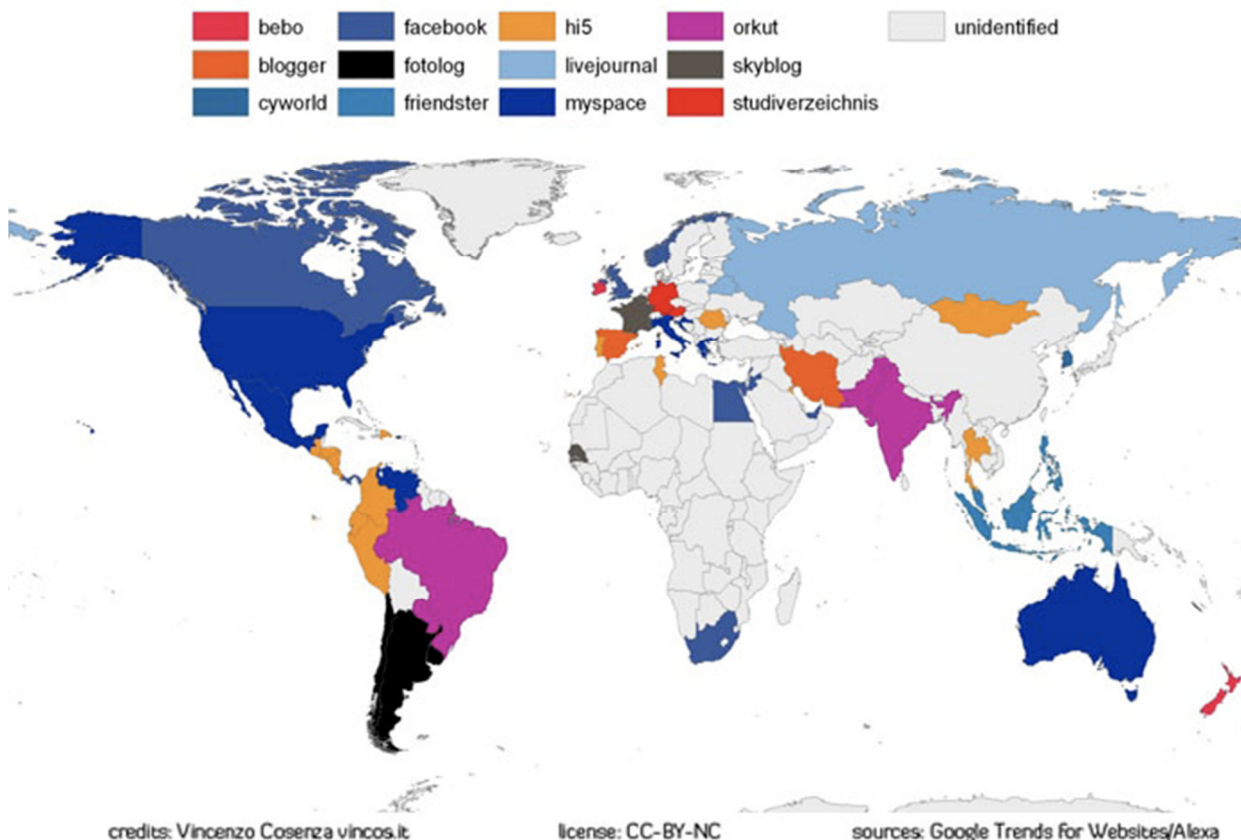 bebo facebook hi5 orkut unidentified
blogger fotolog livejournal skyblog
cyworld friendster myspace studiverzeichnis
credits: Vincenzo Cosenza vincos.it license: CC-BY-NC sources: Google Trends for Websites/Alexa